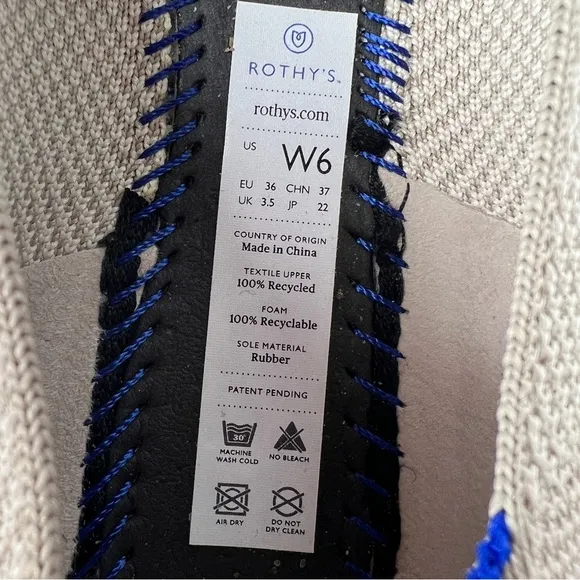 ROTHY'S™
rothys.com
US W6
EU 36 CHN 37
UK 3.5 JP 22
COUNTRY OF ORIGIN
Made in China
TEXTILE UPPER
100% Recycled
FOAM
100% Recyclable
SOLE MATERIAL
Rubber
PATENT PENDING
30°
MACHINE WASH COLD
NO BLEACH
AIR DRY
DO NOT DRY CLEAN